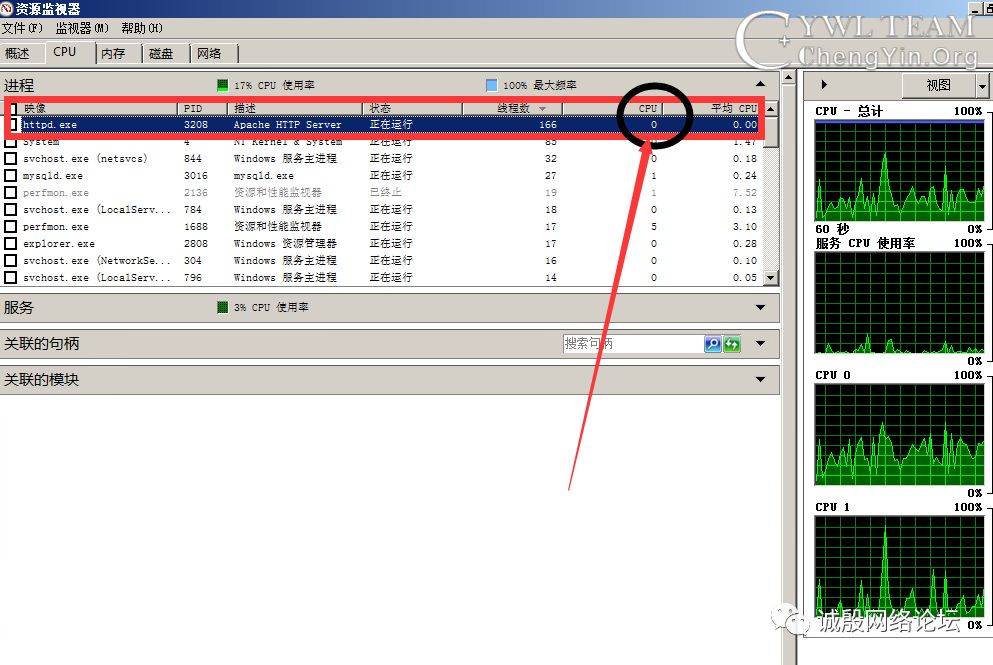 资源监视器
文件(F) 监视器(M) 帮助(H)
概述 CPU 内存 磁盘 网络
CYWL TEAM
ChengYin.Org
进程 17% CPU 使用率 100% 最大频率
映像 PID 描述 状态 线程数 CPU 平均 CPU
httpd.exe 3208 Apache HTTP Server 正在运行 166 0 0.00
System 4 NT Kernel & System 正在运行 85 1.47
svchost.exe (netsvcs) 844 Windows 服务主进程 正在运行 32 0 0.18
mysqld.exe 3016 mysqld.exe 正在运行 27 1 0.24
perfmon.exe 2136 资源和性能监视器 已终止 19 1 7.52
svchost.exe (LocalServ... 784 Windows 服务主进程 正在运行 18 0 0.13
perfmon.exe 1688 资源和性能监视器 正在运行 17 5 3.10
explorer.exe 2808 Windows 资源管理器 正在运行 17 0 0.28
svchost.exe (NetworkSe... 304 Windows 服务主进程 正在运行 16 0 0.10
svchost.exe (LocalServ... 796 Windows 服务主进程 正在运行 14 0 0.05
服务 3% CPU 使用率
关联的句柄 搜索句柄
关联的模块
视图
CPU - 总计 100%
60 秒 0%
服务 CPU 使用率 100%
0%
CPU 0 100%
0%
CPU 1 100%
0%
诚殷网络论坛